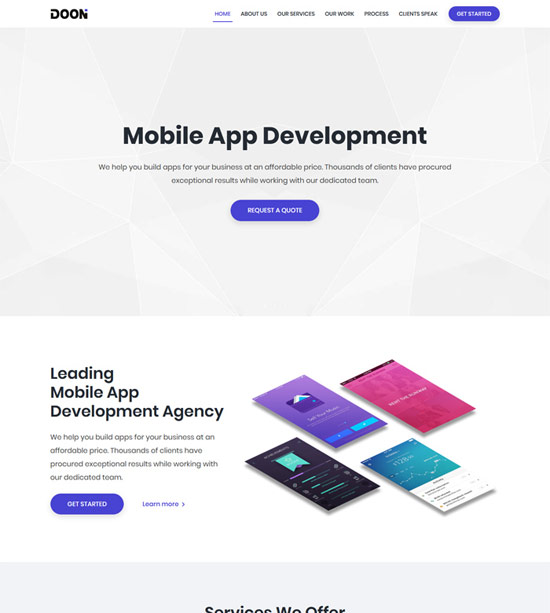 DOON
HOME ABOUT US OUR SERVICES OUR WORK PROCESS CLIENTS SPEAK GET STARTED
Mobile App Development
We help you build apps for your business at an affordable price. Thousands of clients have procured
exceptional results while working with our dedicated team.
REQUEST A QUOTE
Leading
Mobile App
Development Agency
We help you build apps for your business at an
affordable price. Thousands of clients have
procured exceptional results while working with
our dedicated team.
GET STARTED Learn more >
Services We Offer